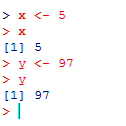 > x <- 5
> x
[1] 5
> y <- 97
> y
[1] 97
>